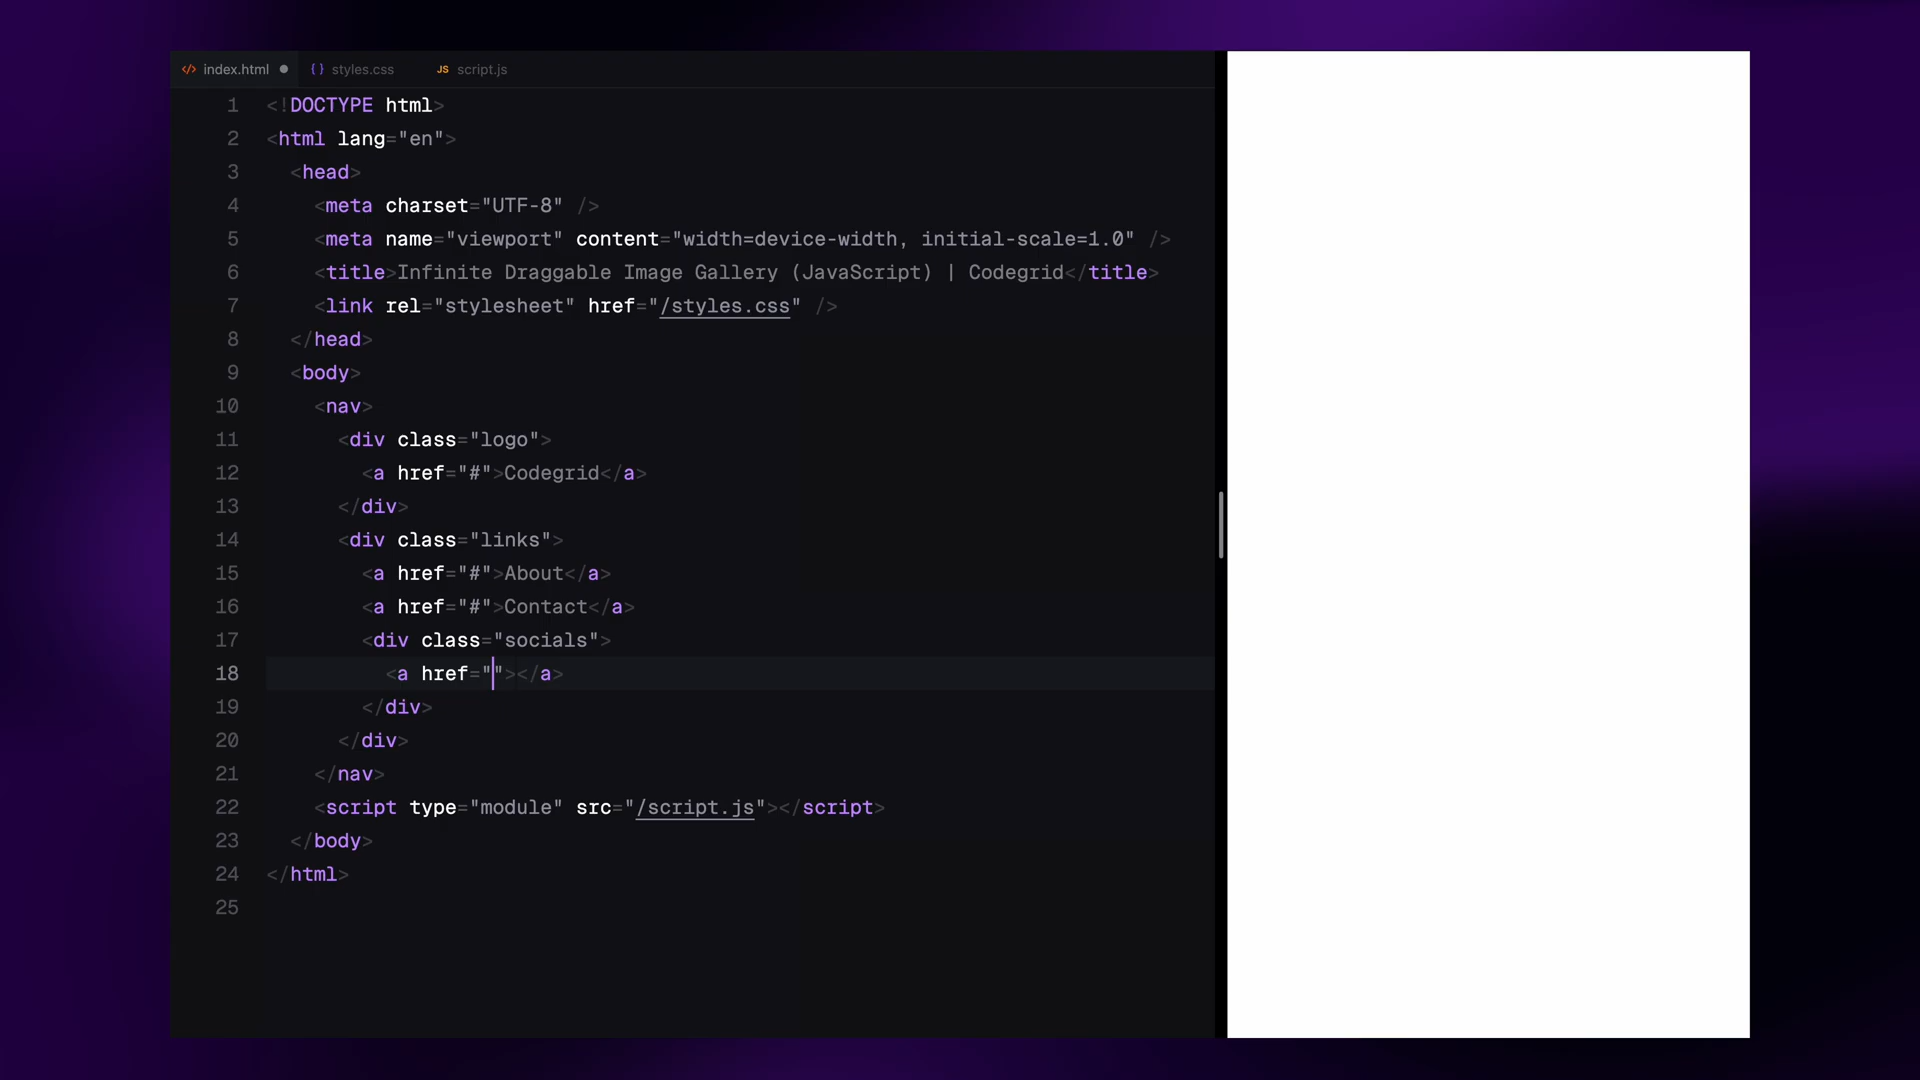 </> index.html ● { } styles.css JS script.js
1 <!DOCTYPE html>
2 <html lang="en">
3 <head>
4 <meta charset="UTF-8" />
5 <meta name="viewport" content="width=device-width, initial-scale=1.0" />
6 <title>Infinite Draggable Image Gallery (JavaScript) | Codegrid</title>
7 <link rel="stylesheet" href="/styles.css" />
8 </head>
9 <body>
10 <nav>
11 <div class="logo">
12 <a href="#">Codegrid</a>
13 </div>
14 <div class="links">
15 <a href="#">About</a>
16 <a href="#">Contact</a>
17 <div class="socials">
18 <a href=""></a>
19 </div>
20 </div>
21 </nav>
22 <script type="module" src="/script.js"></script>
23 </body>
24 </html>
25